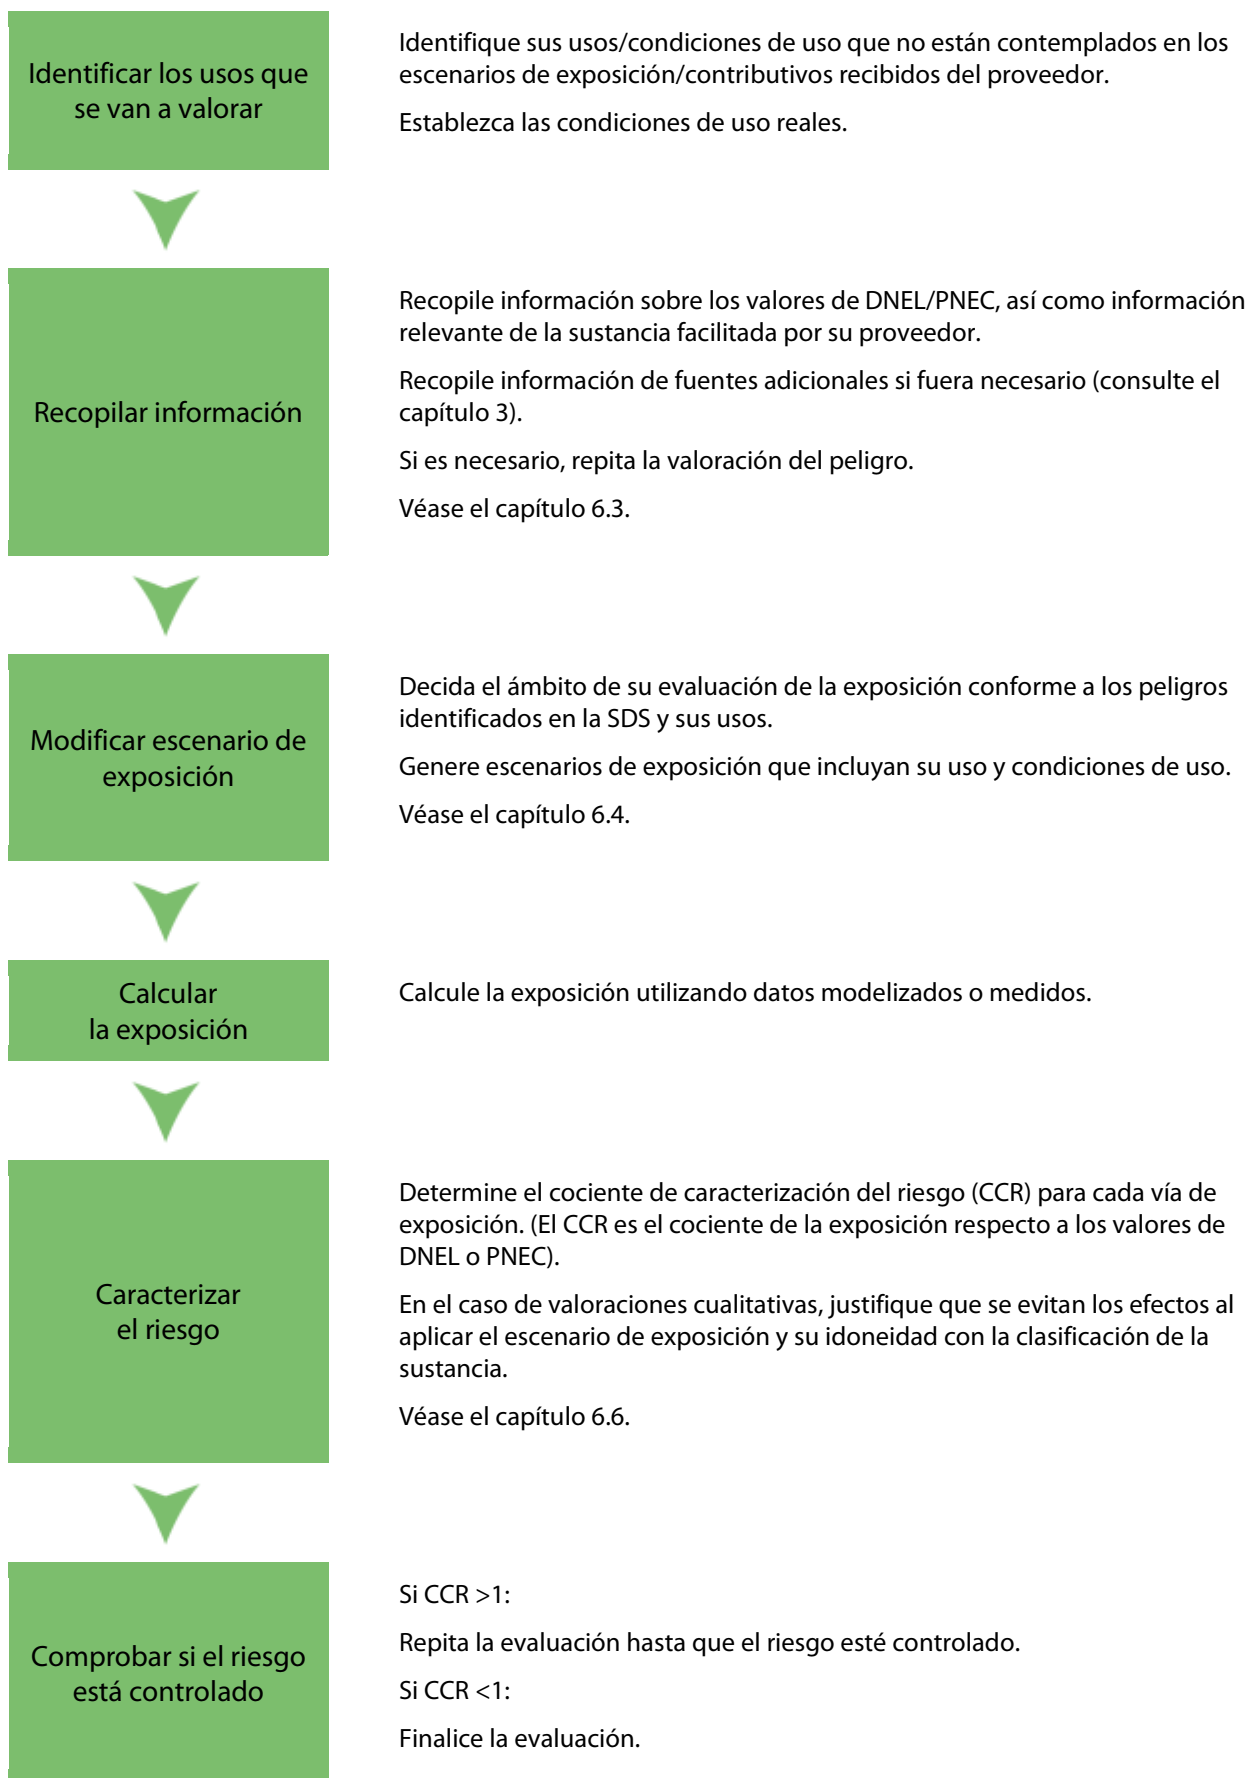 Identificar los usos que
se van a valorar
Identifique sus usos/condiciones de uso que no están contemplados en los
escenarios de exposición/contributivos recibidos del proveedor.
Establezca las condiciones de uso reales.
Recopilar información
Recopile información sobre los valores de DNEL/PNEC, así como información
relevante de la sustancia facilitada por su proveedor.
Recopile información de fuentes adicionales si fuera necesario (consulte el
capítulo 3).
Si es necesario, repita la valoración del peligro.
Véase el capítulo 6.3.
Modificar escenario de
exposición
Decida el ámbito de su evaluación de la exposición conforme a los peligros
identificados en la SDS y sus usos.
Genere escenarios de exposición que incluyan su uso y condiciones de uso.
Véase el capítulo 6.4.
Calcular
la exposición
Calcule la exposición utilizando datos modelizados o medidos.
Caracterizar
el riesgo
Determine el cociente de caracterización del riesgo (CCR) para cada vía de
exposición. (El CCR es el cociente de la exposición respecto a los valores de
DNEL o PNEC).
En el caso de valoraciones cualitativas, justifique que se evitan los efectos al
aplicar el escenario de exposición y su idoneidad con la clasificación de la
sustancia.
Véase el capítulo 6.6.
Comprobar si el riesgo
está controlado
Si CCR >1:
Repita la evaluación hasta que el riesgo esté controlado.
Si CCR <1:
Finalice la evaluación.